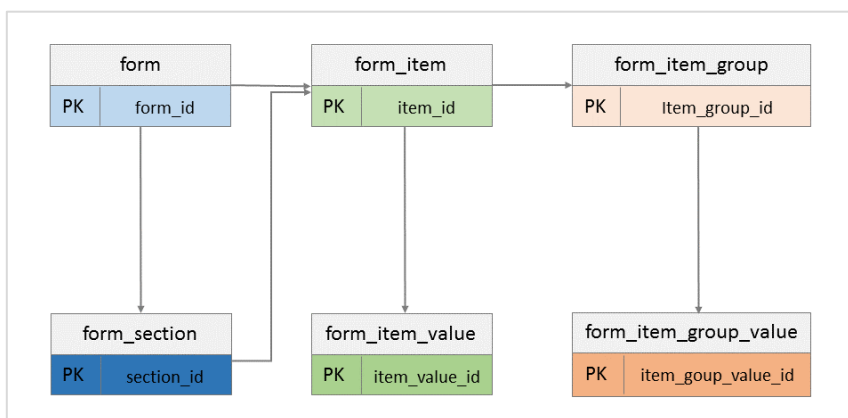 form
PK form_id
form_item
PK item_id
form_item_group
PK Item_group_id
form_section
PK section_id
form_item_value
PK item_value_id
form_item_group_value
PK item_goup_value_id